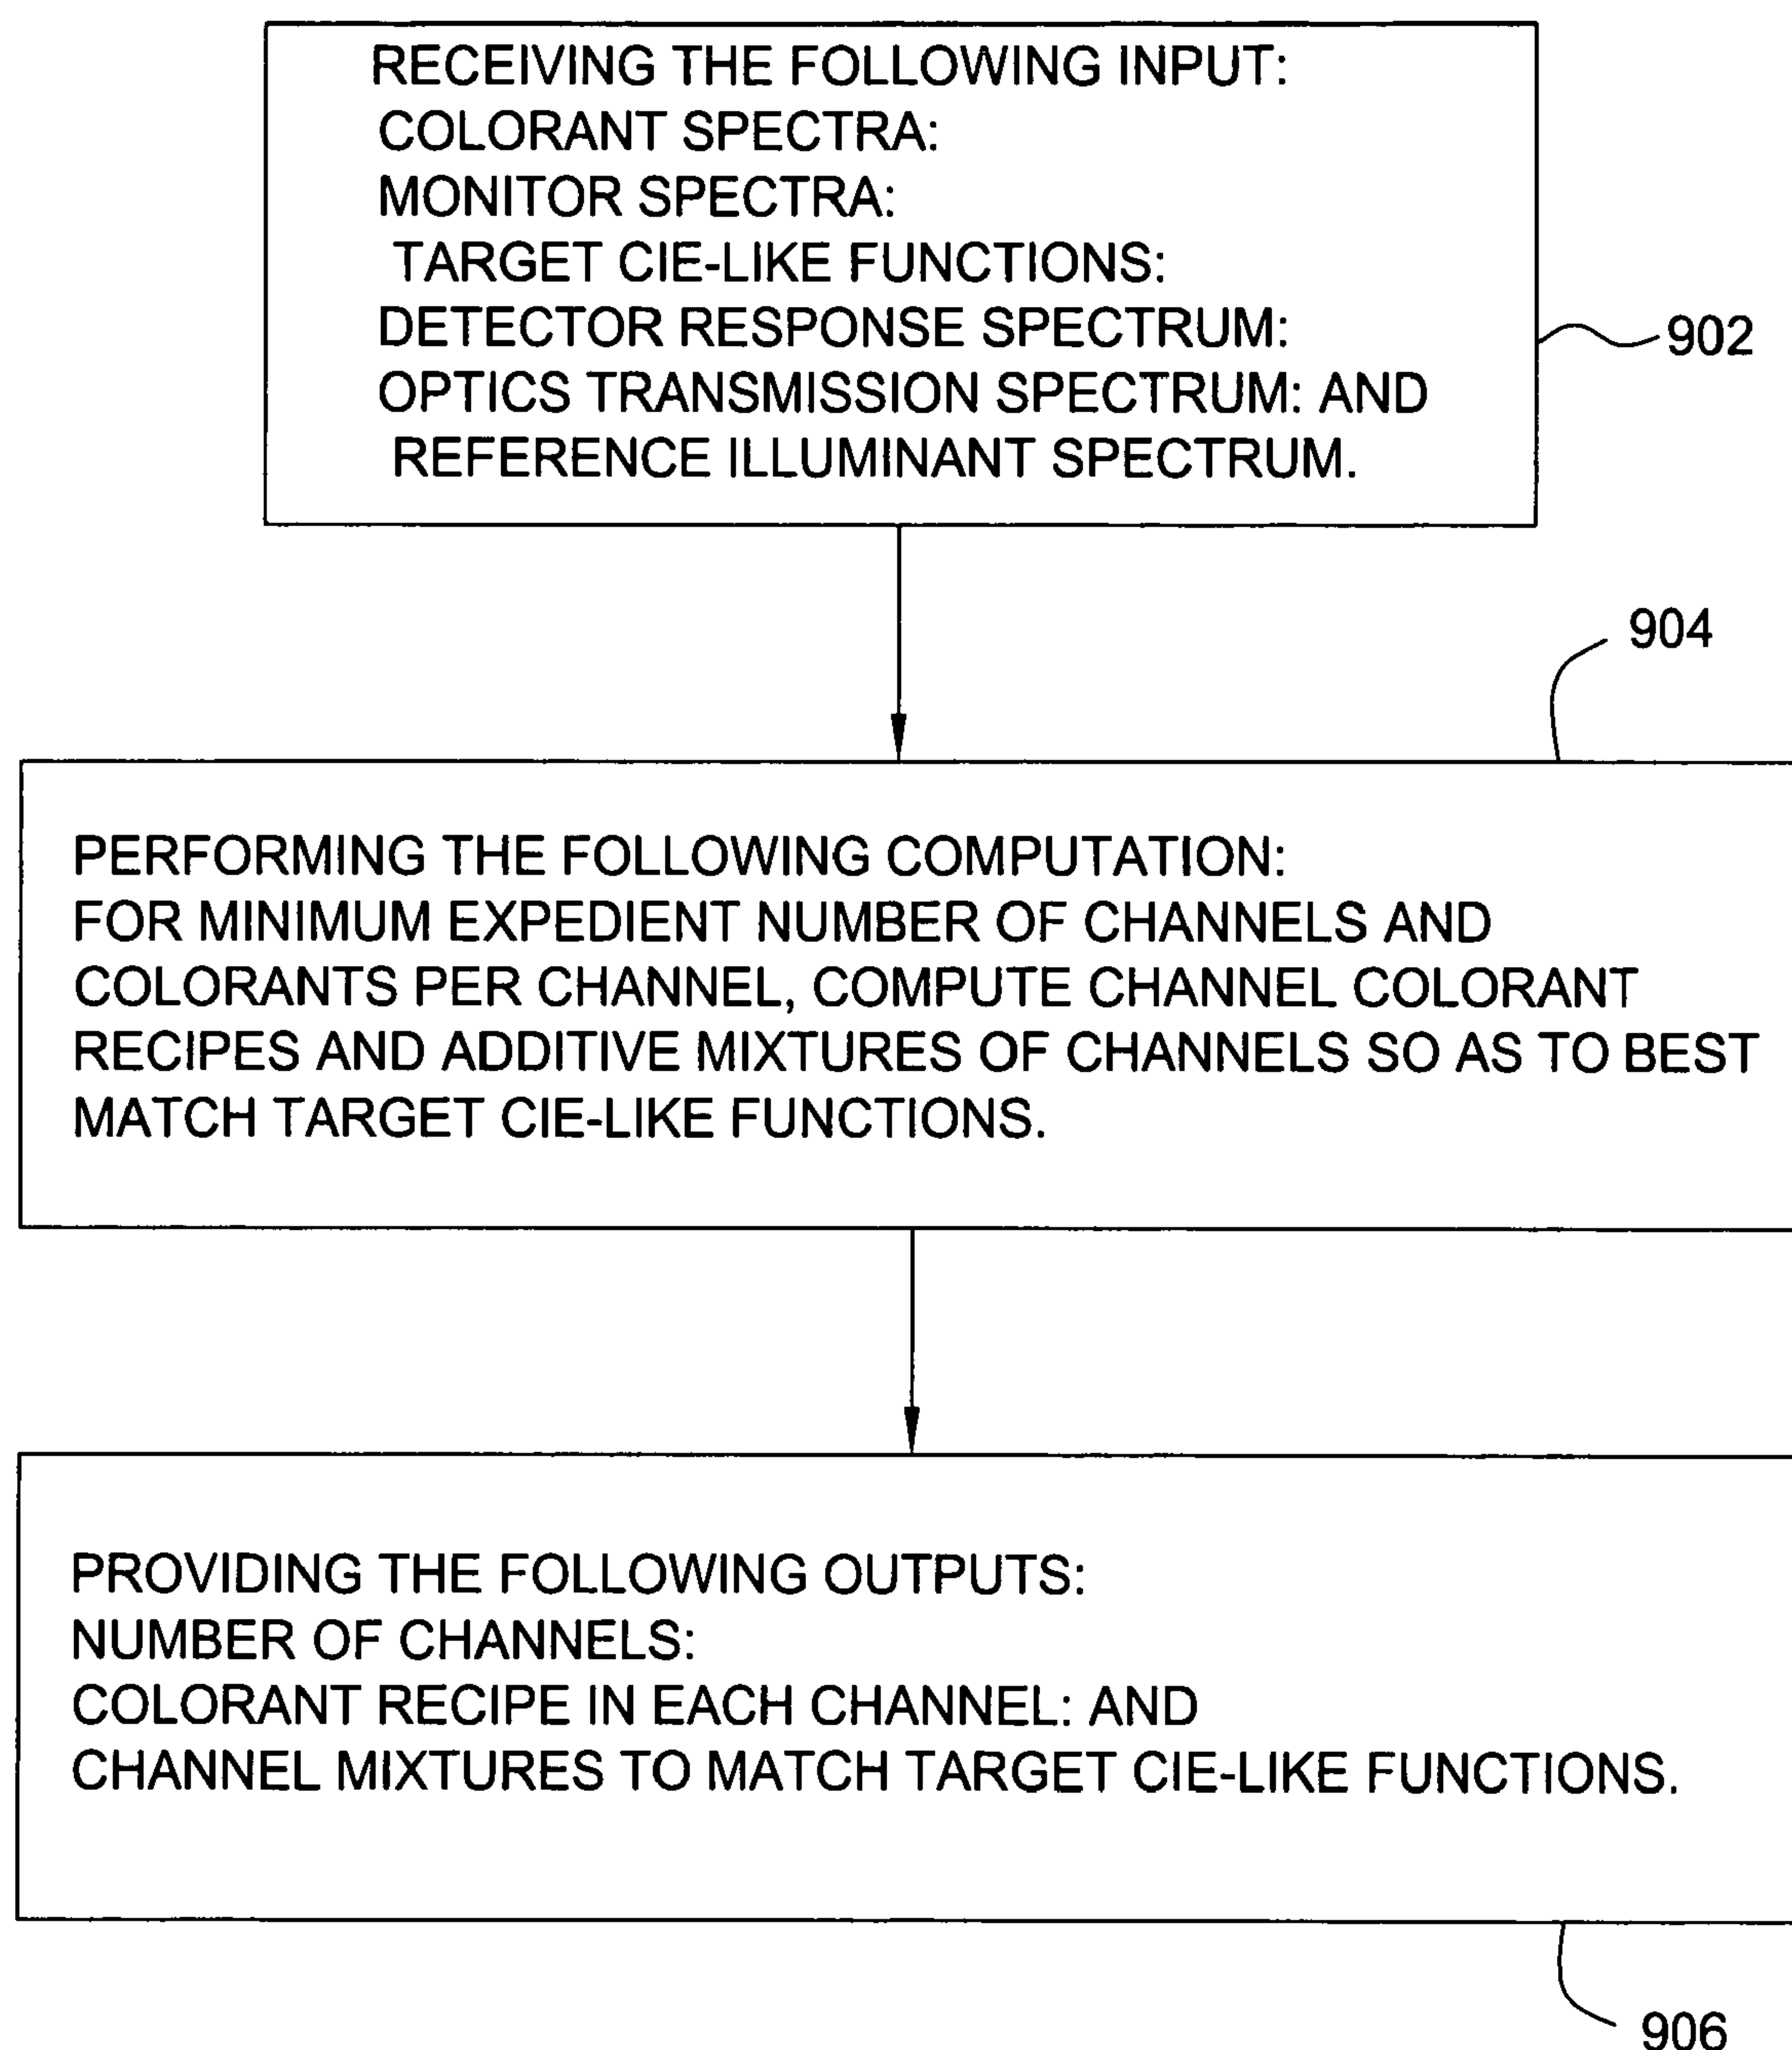 RECEIVING THE FOLLOWING INPUT:
COLORANT SPECTRA:
MONITOR SPECTRA:
TARGET CIE-LIKE FUNCTIONS:
DETECTOR RESPONSE SPECTRUM:
OPTICS TRANSMISSION SPECTRUM: AND
REFERENCE ILLUMINANT SPECTRUM.
902
904
PERFORMING THE FOLLOWING COMPUTATION:
FOR MINIMUM EXPEDIENT NUMBER OF CHANNELS AND
COLORANTS PER CHANNEL, COMPUTE CHANNEL COLORANT
RECIPES AND ADDITIVE MIXTURES OF CHANNELS SO AS TO BEST
MATCH TARGET CIE-LIKE FUNCTIONS.
PROVIDING THE FOLLOWING OUTPUTS:
NUMBER OF CHANNELS:
COLORANT RECIPE IN EACH CHANNEL: AND
CHANNEL MIXTURES TO MATCH TARGET CIE-LIKE FUNCTIONS.
906